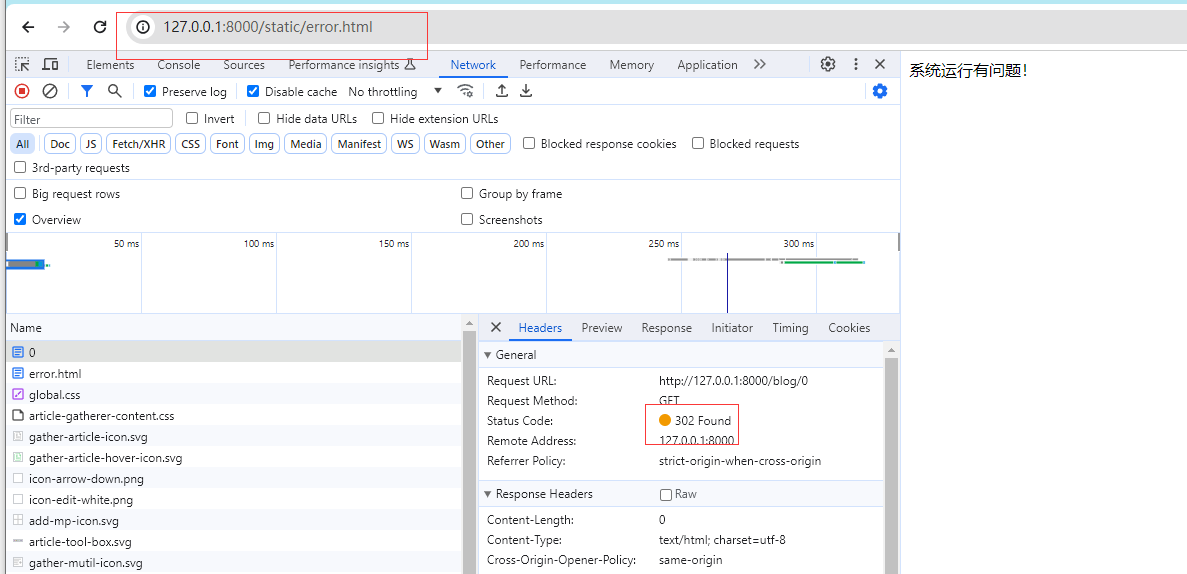 127.0.0.1:8000/static/error.html
Elements Console Sources Performance insights Network Performance Memory Application
Preserve log Disable cache No throttling
Filter Invert Hide data URLs Hide extension URLs
All Doc JS Fetch/XHR CSS Font Img Media Manifest WS Wasm Other Blocked response cookies Blocked requests
3rd-party requests
Big request rows Group by frame
Overview Screenshots
50 ms 100 ms 150 ms 200 ms 250 ms 300 ms
Name
0
error.html
global.css
article-gatherer-content.css
gather-article-icon.svg
gather-article-hover-icon.svg
icon-arrow-down.png
icon-edit-white.png
add-mp-icon.svg
article-tool-box.svg
gather-mutil-icon.svg
Headers Preview Response Initiator Timing Cookies
General
Request URL: http://127.0.0.1:8000/blog/0
Request Method: GET
Status Code: 302 Found
Remote Address: 127.0.0.1:8000
Referrer Policy: strict-origin-when-cross-origin
Response Headers Raw
Content-Length: 0
Content-Type: text/html; charset=utf-8
Cross-Origin-Opener-Policy: same-origin
系统运行有问题!